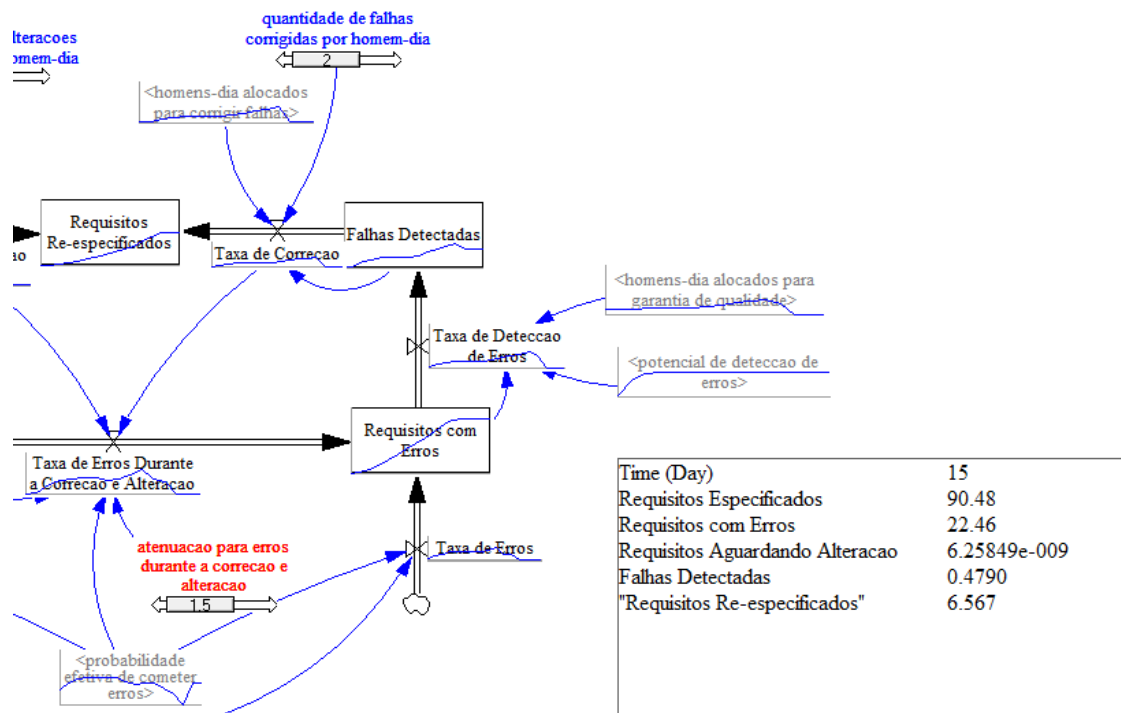 quantidade de falhas
corrigidas por homem-dia
2
<homens-dia alocados
para corrigir falhas>
Requisitos
Re-especificados
Taxa de Correcao
Falhas Detectadas
<homens-dia alocados para
garantia de qualidade>
Taxa de Deteccao
de Erros
<potencial de deteccao de
erros>
Requisitos com
Erros
Taxa de Erros Durante
a Correcao e Alteracao
atenuacao para erros
durante a correcao e
alteracao
1.5
Taxa de Erros
<probabilidade
efetiva de cometer
erros>
Time (Day) 15
Requisitos Especificados 90.48
Requisitos com Erros 22.46
Requisitos Aguardando Alteracao 6.25849e-009
Falhas Detectadas 0.4790
"Requisitos Re-especificados" 6.567